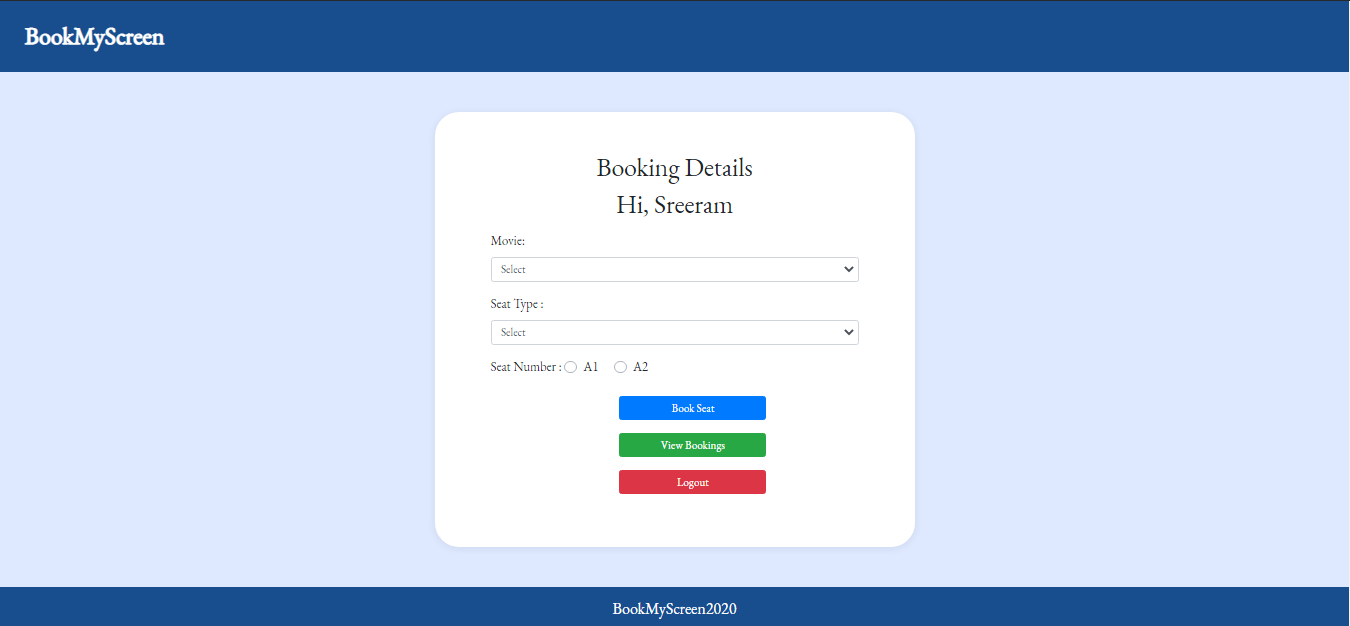 BookMyScreen
Booking Details
Hi, Sreeram
Movie:
Select
Seat Type :
Select
Seat Number : A1 A2
Book Seat
View Bookings
Logout
BookMyScreen2020